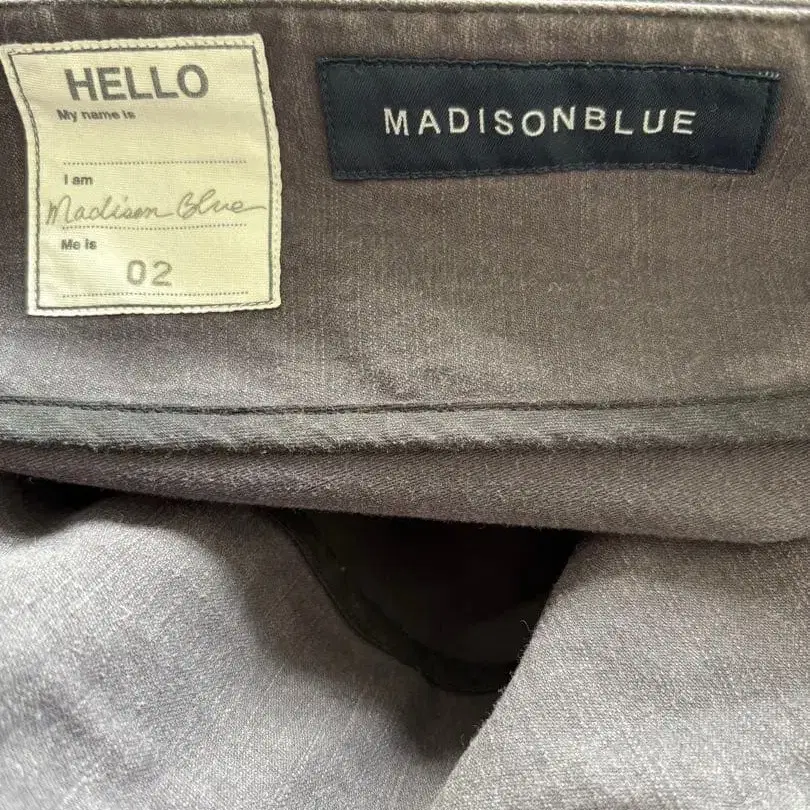 HELLO
My name is
I am
Madison Blue
Me is
02
MADISONBLUE